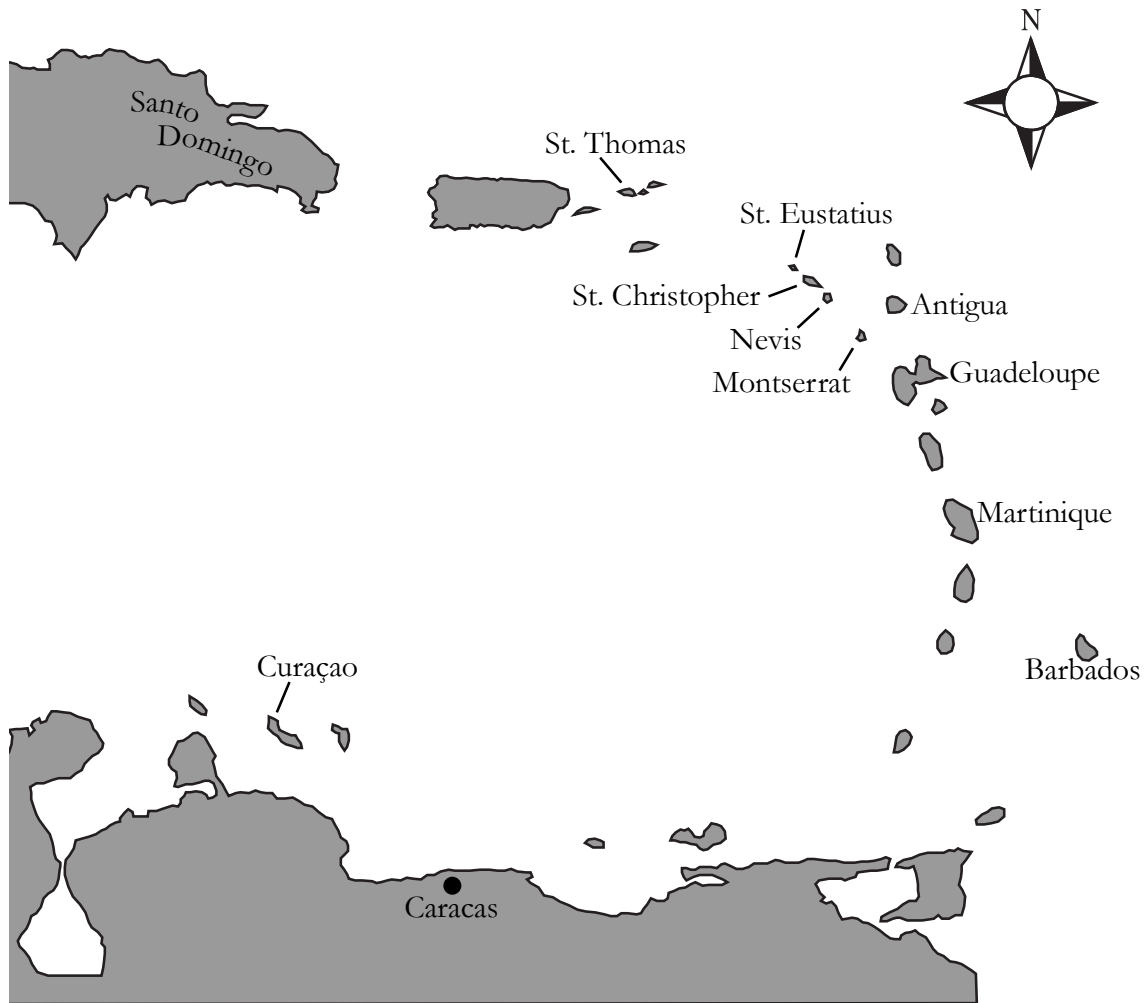 N
Santo
Domingo
St. Thomas
St. Eustatius
St. Christopher
Antigua
Nevis
Montserrat
Guadeloupe
Martinique
Curaçao
Barbados
Caracas